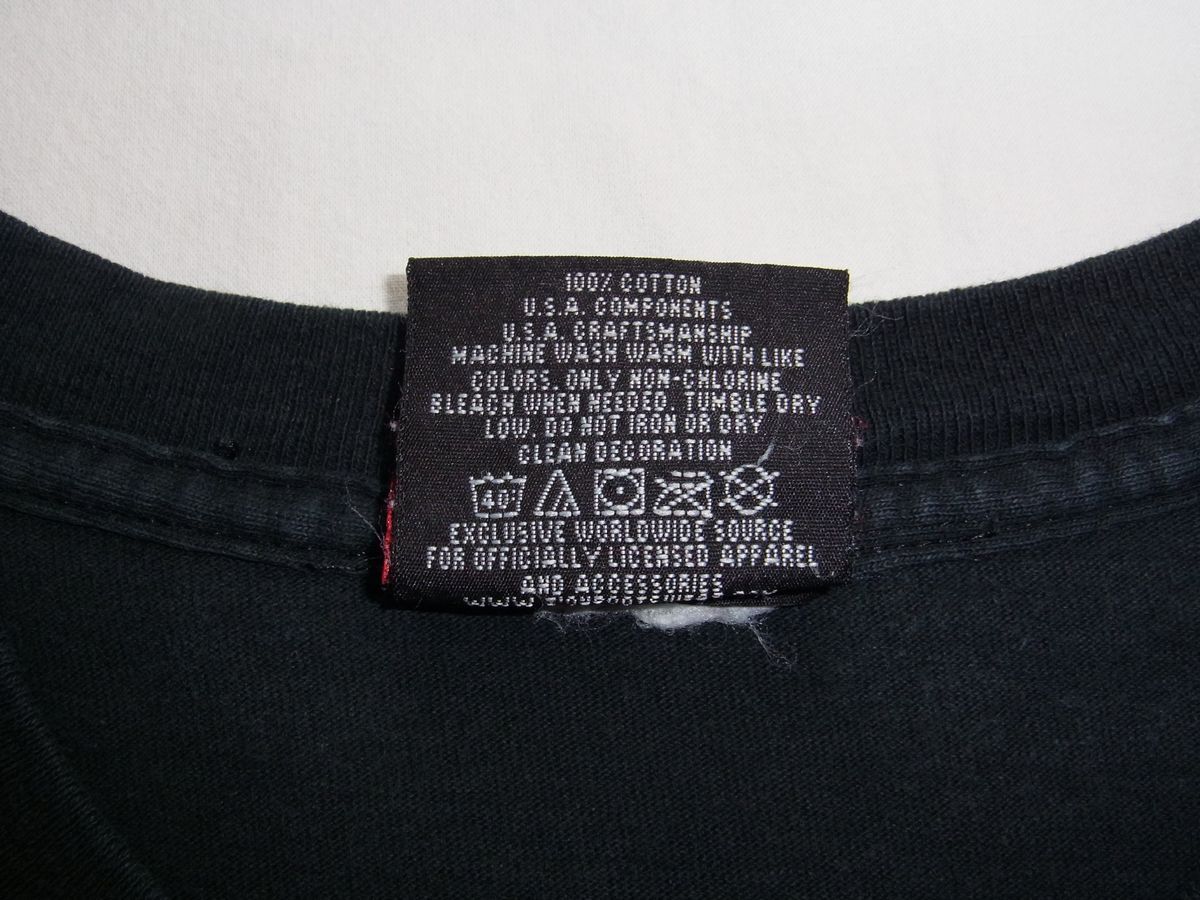 100% COTTON
U.S.A. COMPONENTS
U.S.A. CRAFTSMANSHIP
MACHINE WASH WARM WITH LIKE
COLORS. ONLY NON-CHLORINE
BLEACH WHEN NEEDED. TUMBLE DRY
LOW. DO NOT IRON OR DRY
CLEAN DECORATION
40°
EXCLUSIVE WORLDWIDE SOURCE
FOR OFFICIALLY LICENSED APPAREL
AND ACCESSORIES